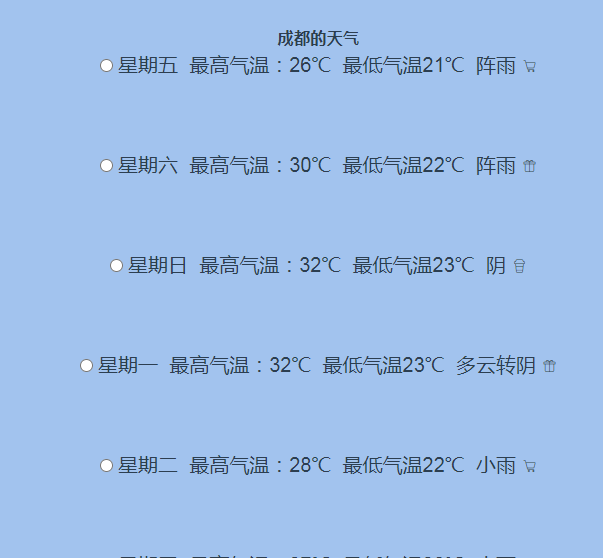 成都的天气
星期五 最高气温：26℃ 最低气温21℃ 阵雨
星期六 最高气温：30℃ 最低气温22℃ 阵雨
星期日 最高气温：32℃ 最低气温23℃ 阴
星期一 最高气温：32℃ 最低气温23℃ 多云转阴
星期二 最高气温：28℃ 最低气温22℃ 小雨